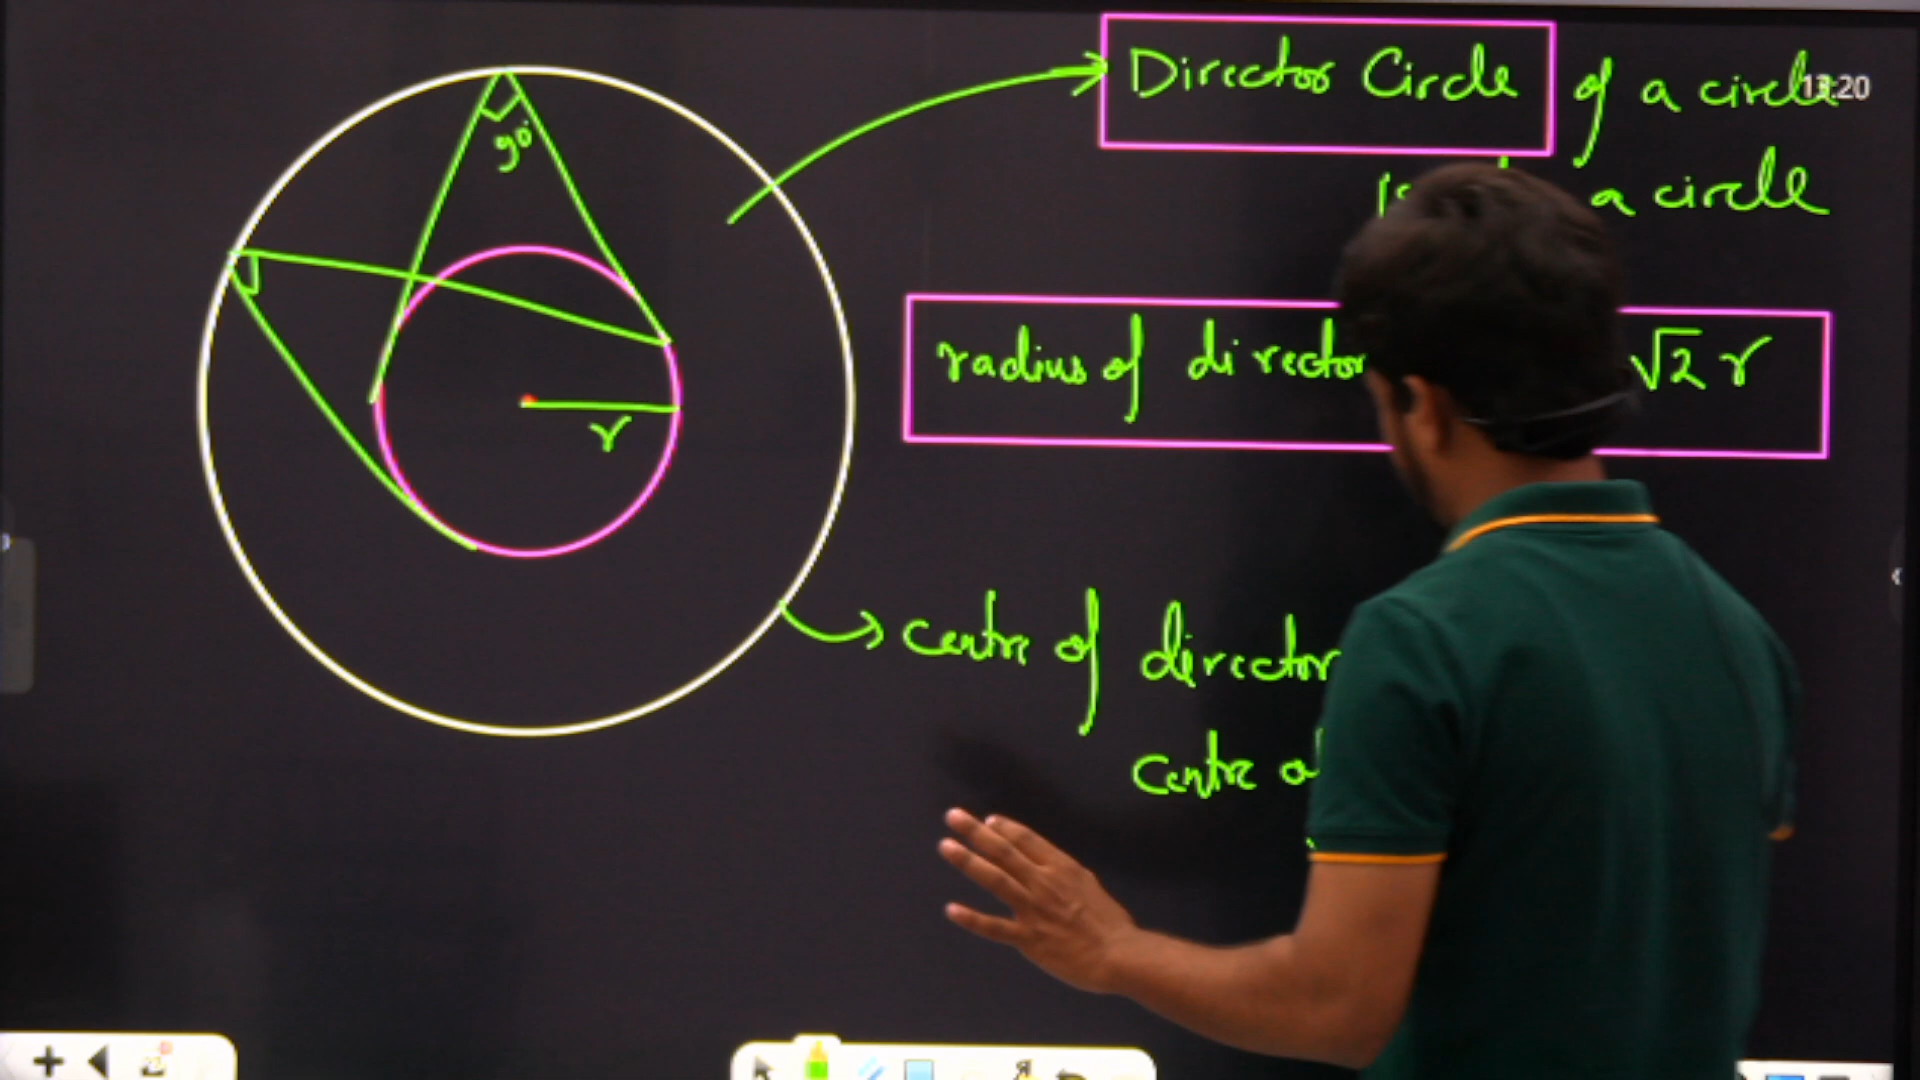 Director Circle of a circle
13:20
a circle
90°
radius of director √2 r
r
centre of director
centre